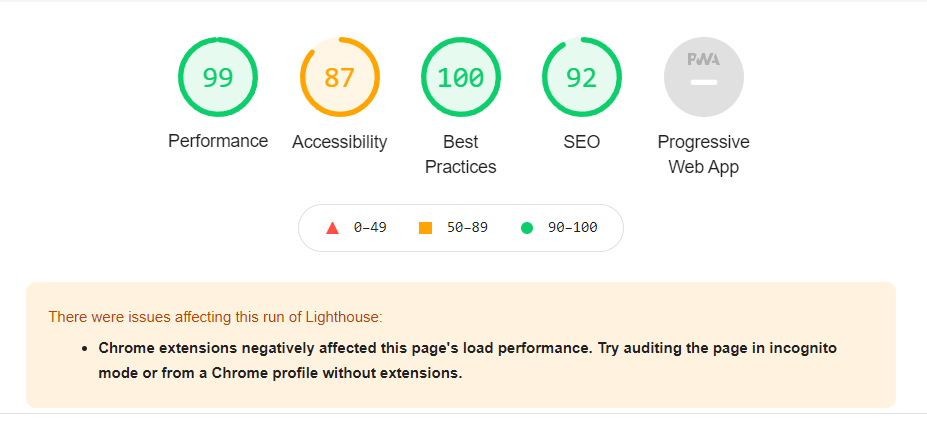 99
87
100
92
PWA
Performance
Accessibility
Best
Practices
SEO
Progressive
Web App
0–49
50–89
90–100
There were issues affecting this run of Lighthouse:
• Chrome extensions negatively affected this page's load performance. Try auditing the page in incognito
mode or from a Chrome profile without extensions.